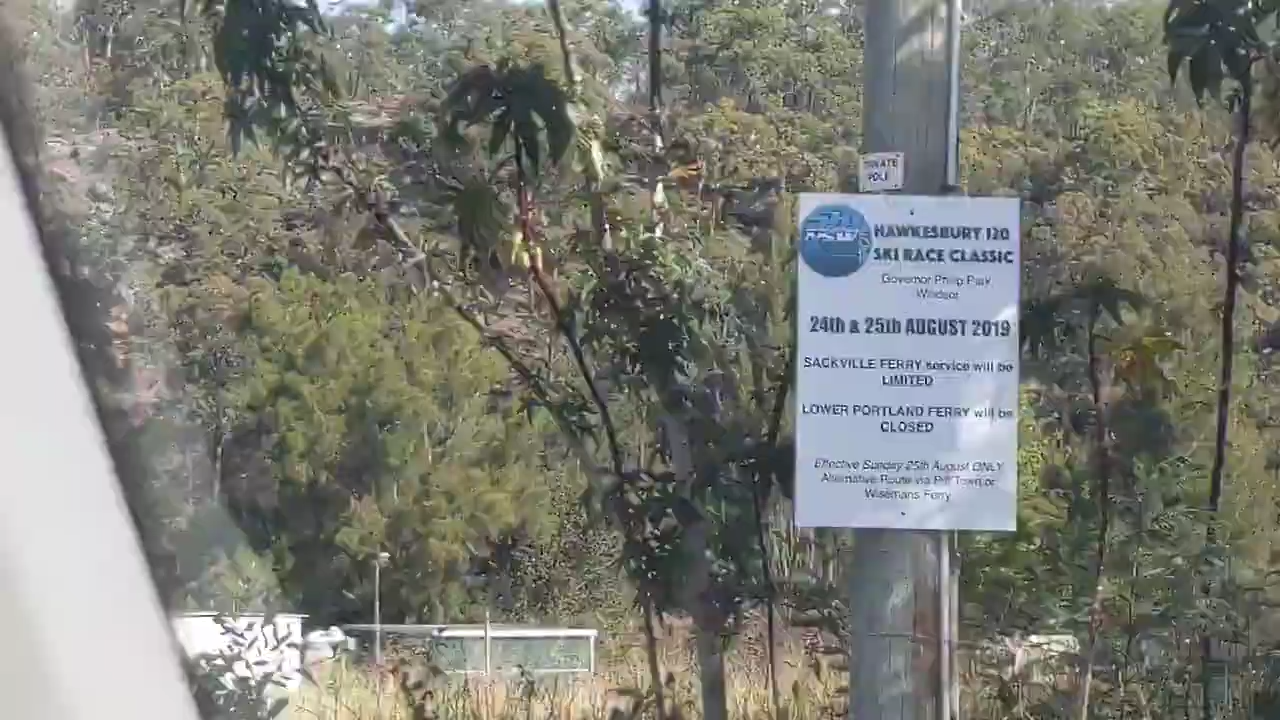 PRIVATE
POLE
HAWKESBURY 120
SKI RACE CLASSIC
Governor Philip Park
Windsor
24th & 25th AUGUST 2019
SACKVILLE FERRY service will be
LIMITED
LOWER PORTLAND FERRY will be
CLOSED
Effective Sunday 25th August ONLY
Alternative Route via Pitt Town or
Wisemans Ferry